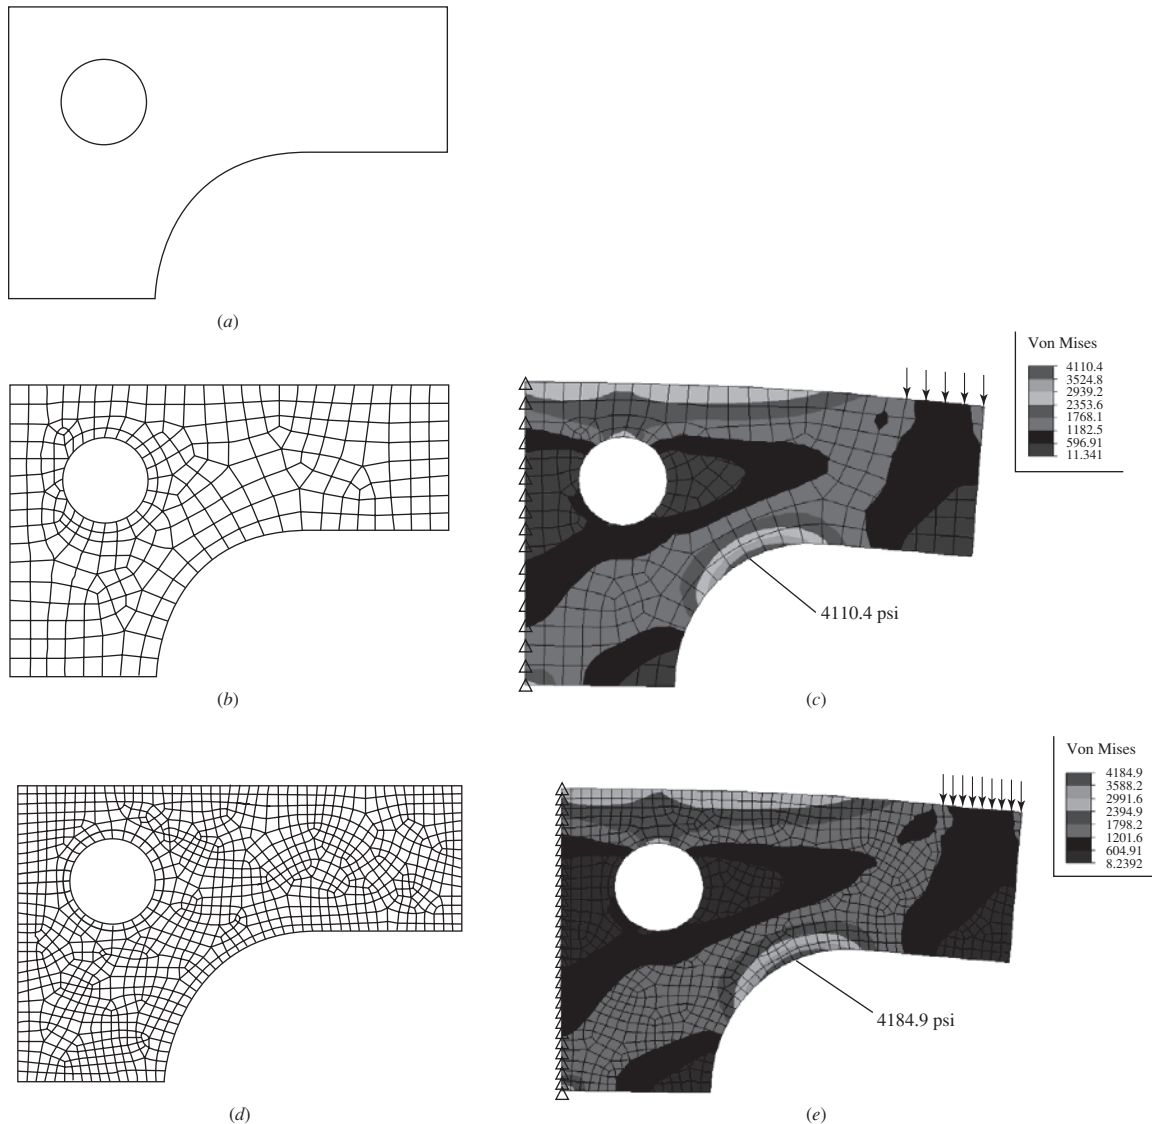 (a)
Von Mises
4110.4
3524.8
2939.2
2353.6
1768.1
1182.5
596.91
11.341
4110.4 psi
(b)
(c)
Von Mises
4184.9
3588.2
2991.6
2394.9
1798.2
1201.6
604.91
8.2392
4184.9 psi
(d)
(e)